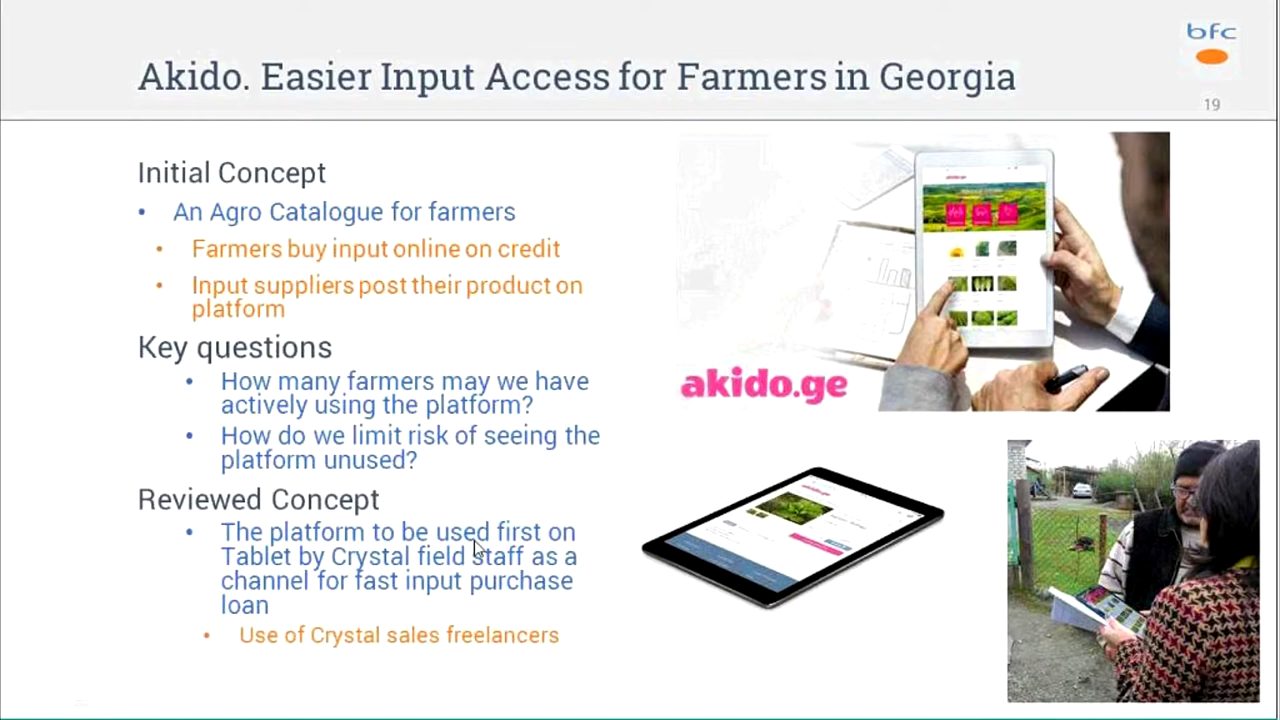 bfc
Akido. Easier Input Access for Farmers in Georgia
19
Initial Concept
• An Agro Catalogue for farmers
• Farmers buy input online on credit
• Input suppliers post their product on
platform
Key questions
• How many farmers may we have
actively using the platform?
• How do we limit risk of seeing the
platform unused?
Reviewed Concept
• The platform to be used first on
Tablet by Crystal field staff as a
channel for fast input purchase
loan
• Use of Crystal sales freelancers
akido.ge
akido.ge
akido.ge